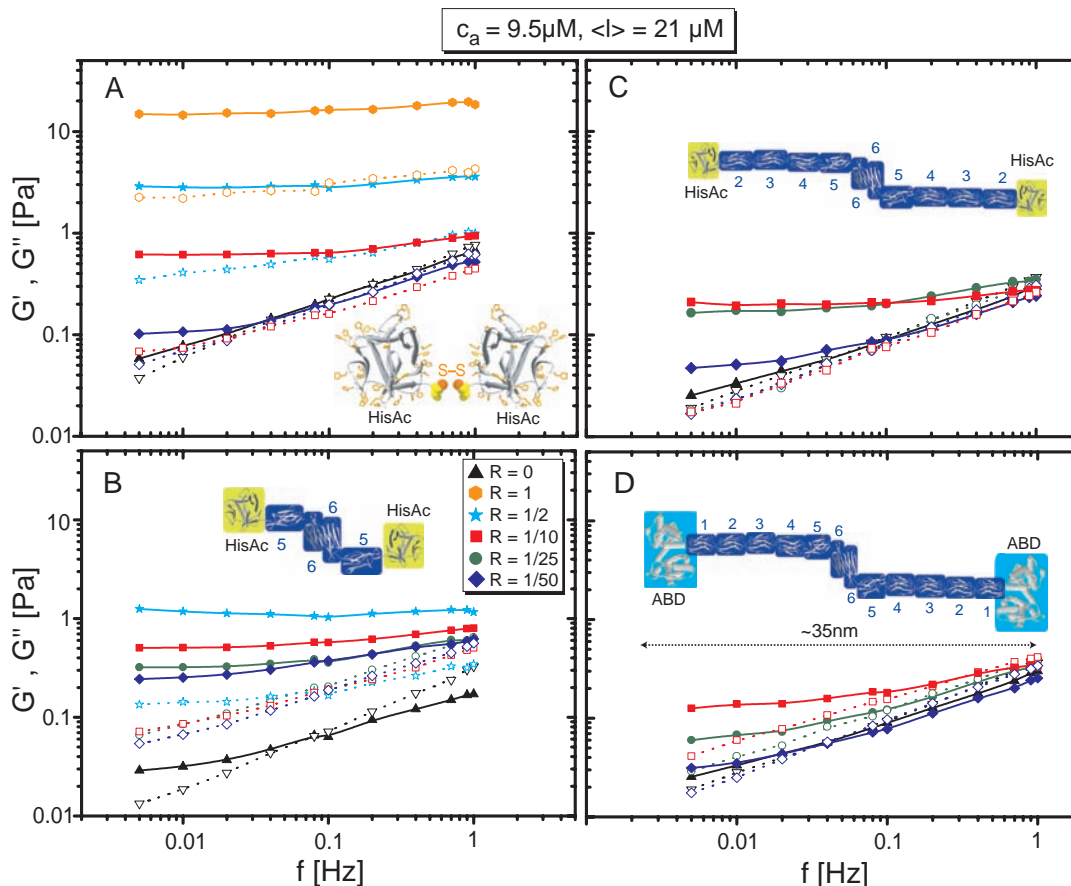 c_a = 9.5µM, <l> = 21 µM
A
G', G'' [Pa]
10
1
0.1
0.01
S–S
HisAc
HisAc
C
6
HisAc
HisAc
2 3 4 5
5 4 3 2
6
B
G', G'' [Pa]
10
1
0.1
0.01
0.01
0.1
1
f [Hz]
6
HisAc
HisAc
5
5
6
R = 0
R = 1
R = 1/2
R = 1/10
R = 1/25
R = 1/50
D
1 2 3 4 5 6
ABD
ABD
6 5 4 3 2 1
~35nm
0.01
0.1
1
f [Hz]